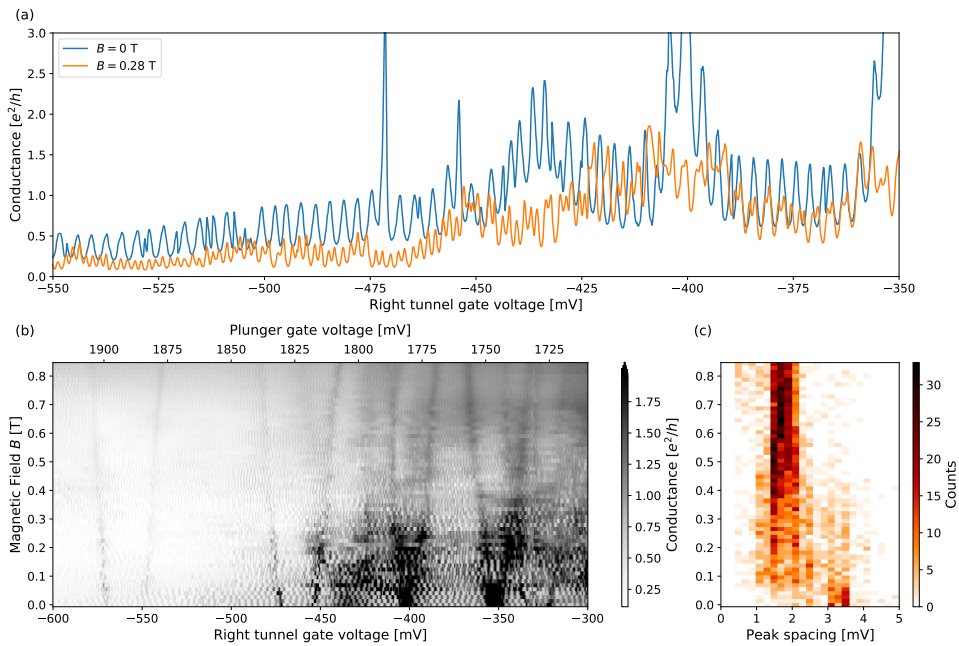 (a)
3.0
2.5
2.0
1.5
1.0
0.5
0.0
Conductance [e²/h]
B = 0 T
B = 0.28 T
−550 −525 −500 −475 −450 −425 −400 −375 −350
Right tunnel gate voltage [mV]
(b)
Plunger gate voltage [mV]
1900 1875 1850 1825 1800 1775 1750 1725
0.8
0.7
0.6
0.5
0.4
0.3
0.2
0.1
0.0
Magnetic Field B [T]
−600 −550 −500 −450 −400 −350 −300
Right tunnel gate voltage [mV]
1.75
1.50
1.25
1.00
0.75
0.50
0.25
Conductance [e²/h]
(c)
0.8
0.7
0.6
0.5
0.4
0.3
0.2
0.1
0.0
0 1 2 3 4 5
Peak spacing [mV]
30
25
20
15
10
5
0
Counts